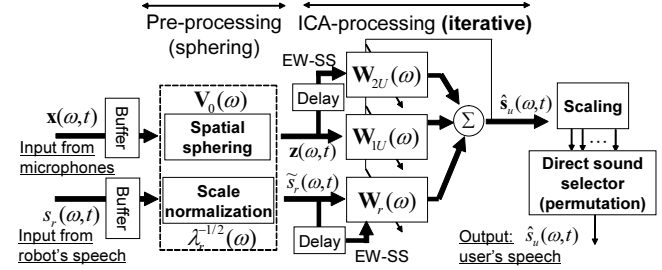 Pre-processing
(sphering)
ICA-processing (iterative)
EW-SS
W₂U(ω)
Delay
V₀(ω)
x(ω,t)
Buffer
Spatial
sphering
z(ω,t)
W₁U(ω)
Σ
ŝᵤ(ω,t)
Scaling
...
Input from
microphones
Direct sound
selector
(permutation)
Buffer
Scale
normalization
s̃ᵣ(ω,t)
Wᵣ(ω)
sᵣ(ω,t)
λᵣ⁻¹/²(ω)
Delay
EW-SS
Input from
robot's speech
Output: ŝᵤ(ω,t)
user's speech